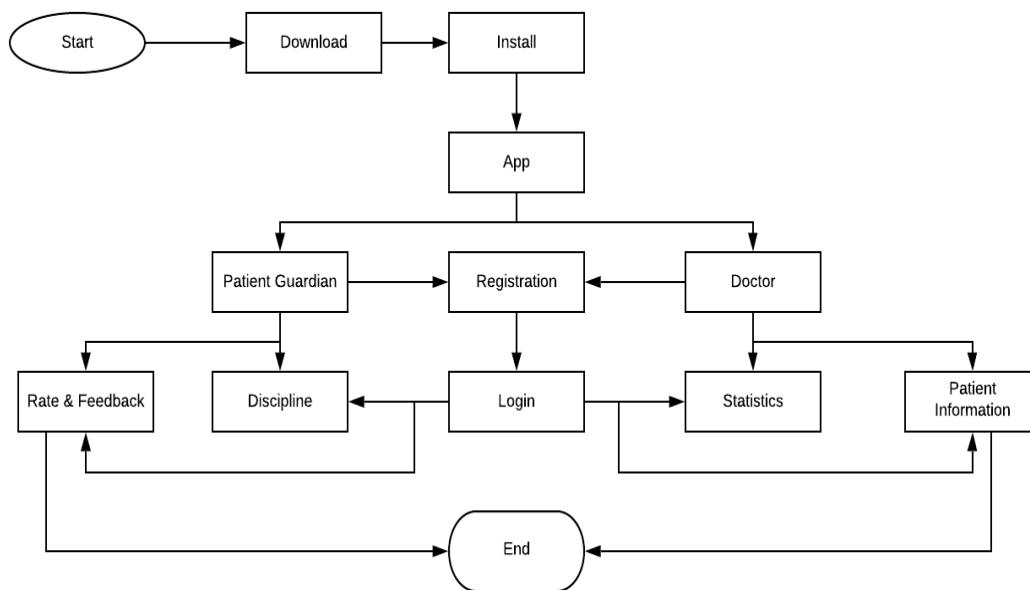 Start
Download
Install
App
Patient Guardian
Registration
Doctor
Rate & Feedback
Discipline
Login
Statistics
Patient
Information
End